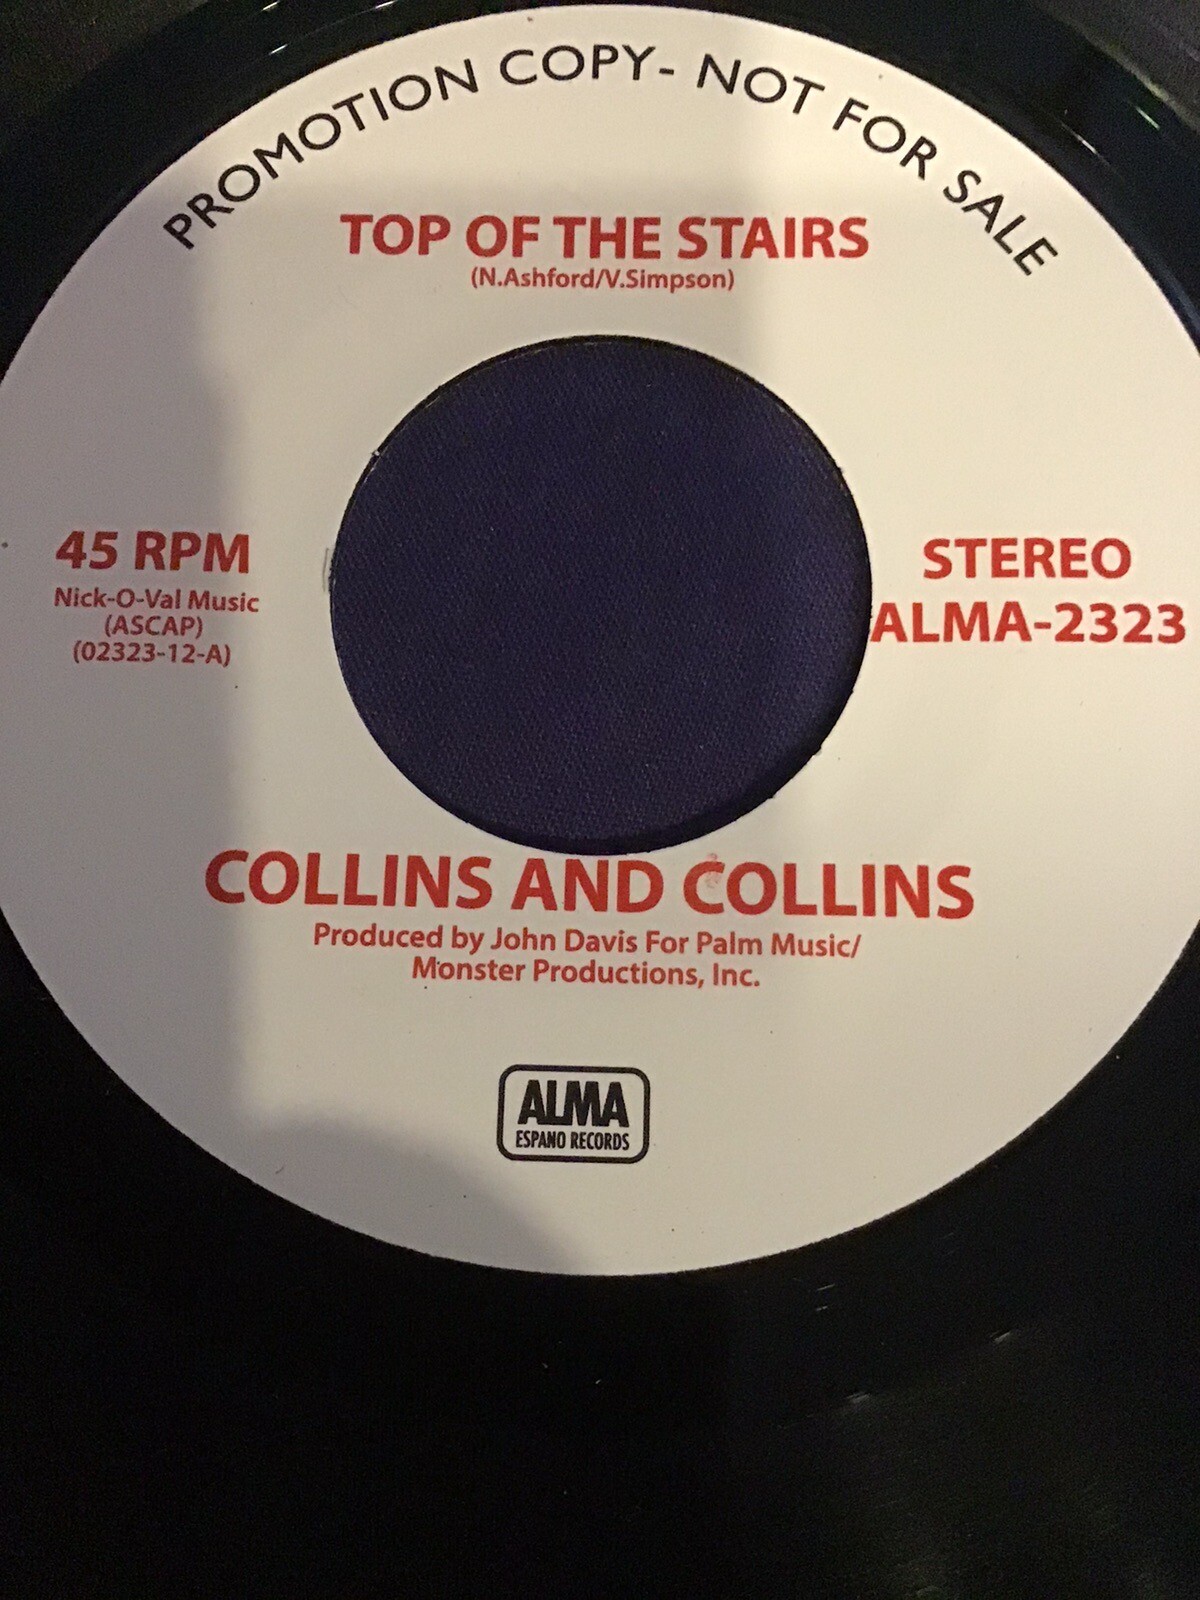 PROMOTION COPY- NOT FOR SALE
TOP OF THE STAIRS
(N.Ashford/V.Simpson)
45 RPM
Nick-O-Val Music
(ASCAP)
(02323-12-A)
STEREO
ALMA-2323
COLLINS AND COLLINS
Produced by John Davis For Palm Music/
Monster Productions, Inc.
ALMA
ESPANO RECORDS